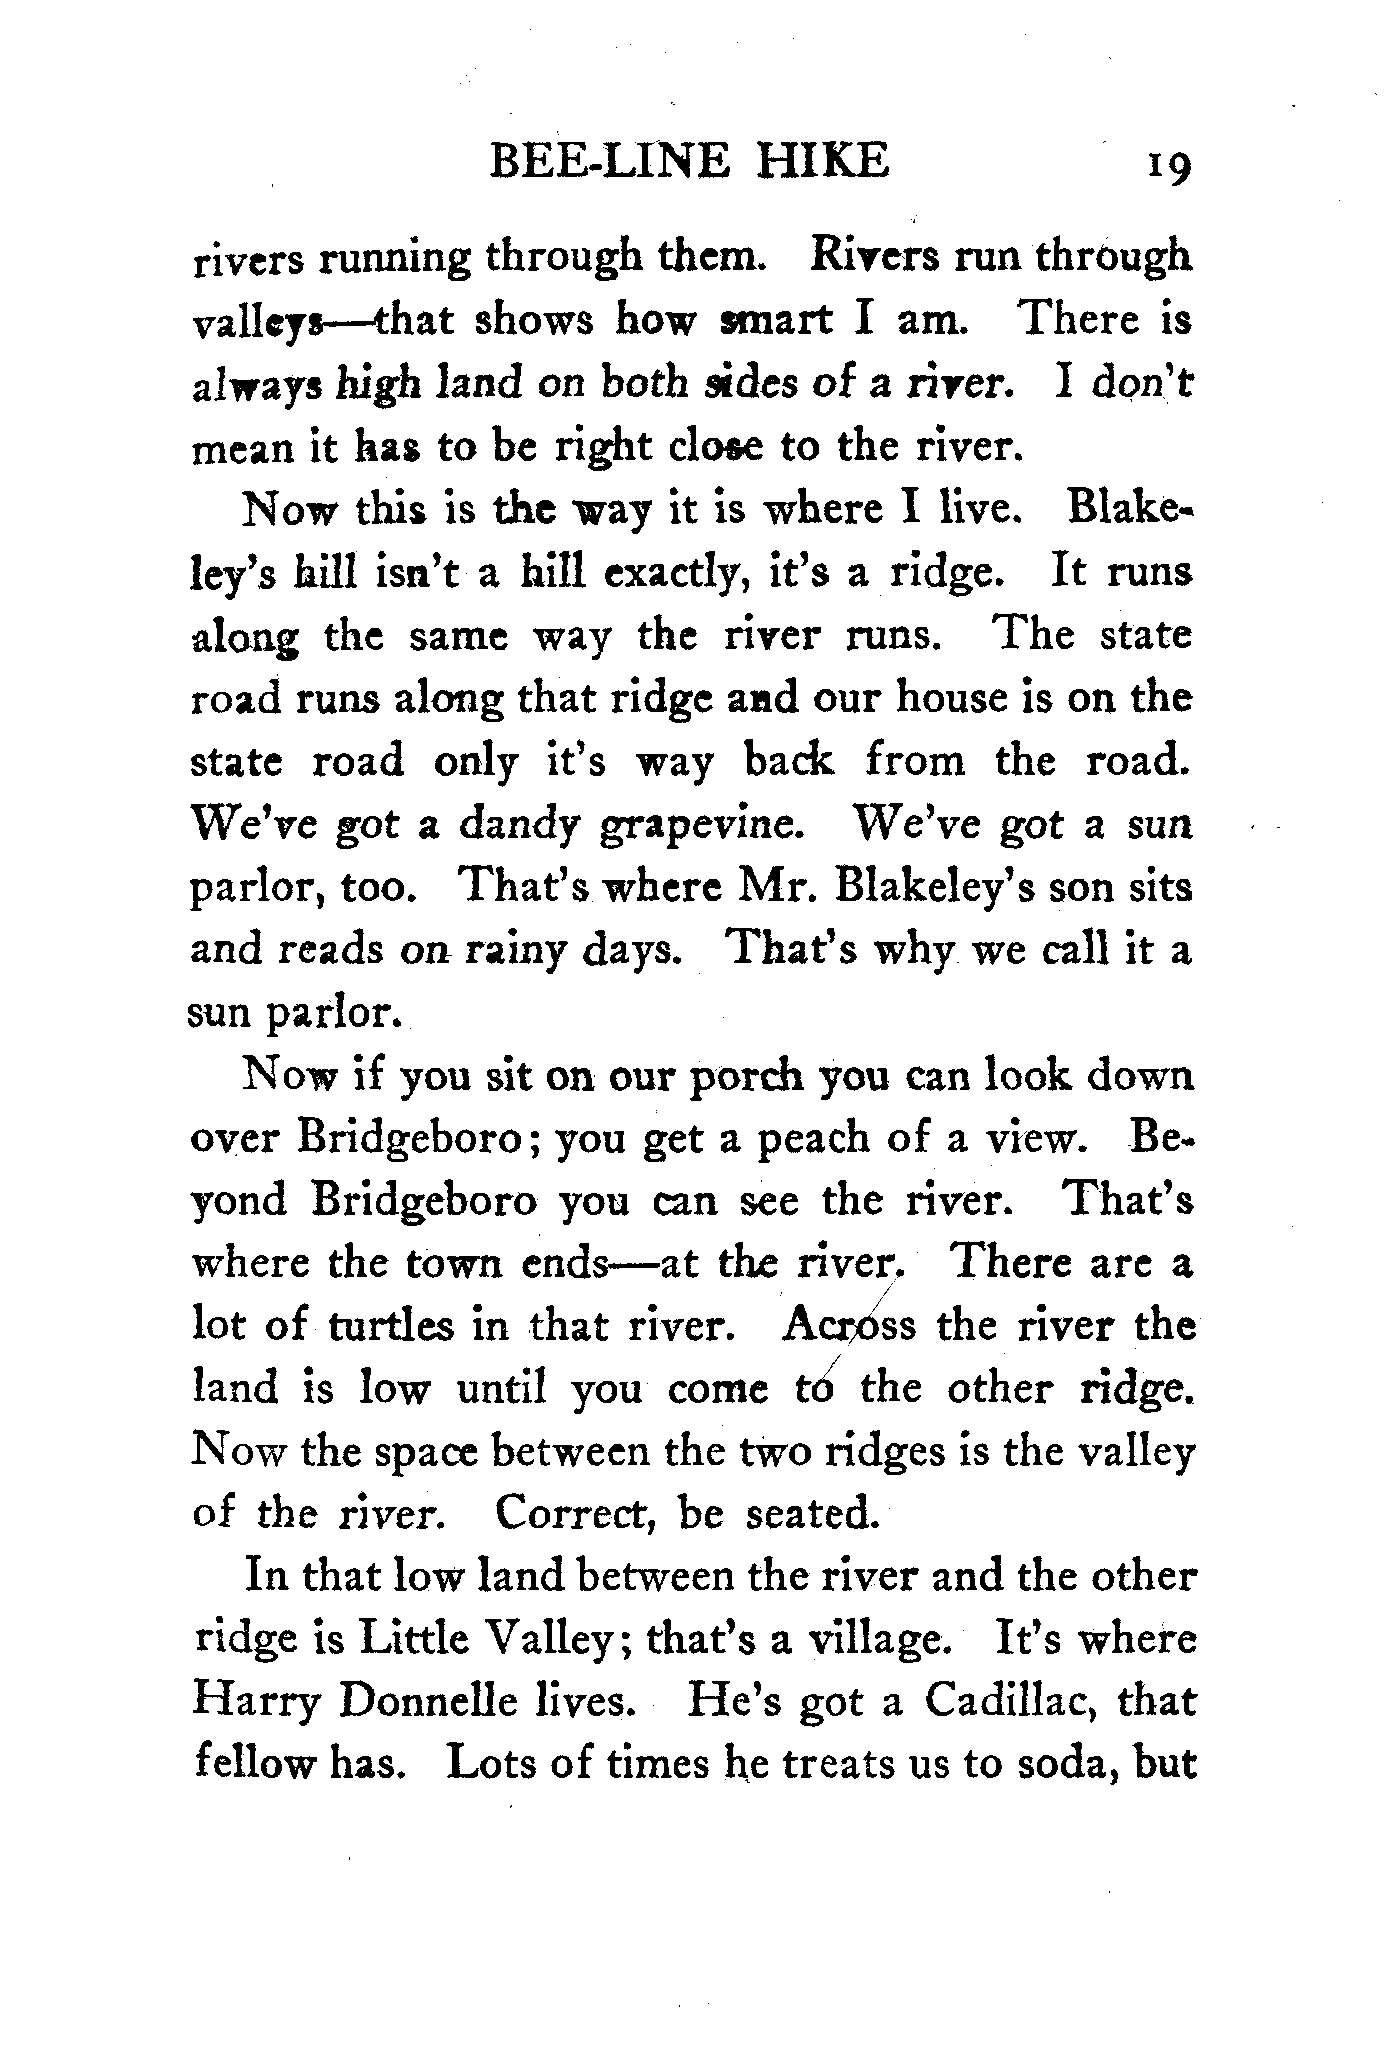 BEE-LINE HIKE 19
rivers running through them. Rivers run through
valleys—that shows how smart I am. There is
always high land on both sides of a river. I don't
mean it has to be right close to the river.
Now this is the way it is where I live. Blake-
ley's hill isn't a hill exactly, it's a ridge. It runs
along the same way the river runs. The state
road runs along that ridge and our house is on the
state road only it's way back from the road.
We've got a dandy grapevine. We've got a sun
parlor, too. That's where Mr. Blakeley's son sits
and reads on rainy days. That's why we call it a
sun parlor.
Now if you sit on our porch you can look down
over Bridgeboro; you get a peach of a view. Be-
yond Bridgeboro you can see the river. That's
where the town ends—at the river. There are a
lot of turtles in that river. Across the river the
land is low until you come to the other ridge.
Now the space between the two ridges is the valley
of the river. Correct, be seated.
In that low land between the river and the other
ridge is Little Valley; that's a village. It's where
Harry Donnelle lives. He's got a Cadillac, that
fellow has. Lots of times he treats us to soda, but